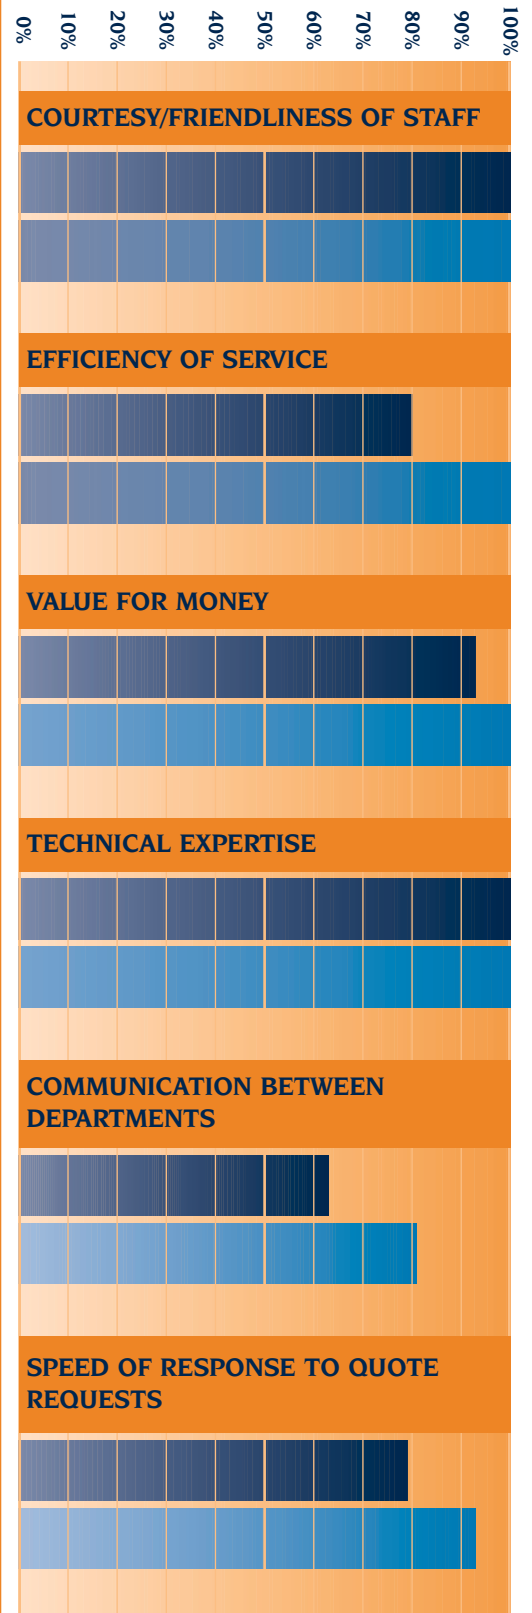 0%
10%
20%
30%
40%
50%
60%
70%
80%
90%
100%
COURTESY/FRIENDLINESS OF STAFF
EFFICIENCY OF SERVICE
VALUE FOR MONEY
TECHNICAL EXPERTISE
COMMUNICATION BETWEEN
DEPARTMENTS
SPEED OF RESPONSE TO QUOTE
REQUESTS